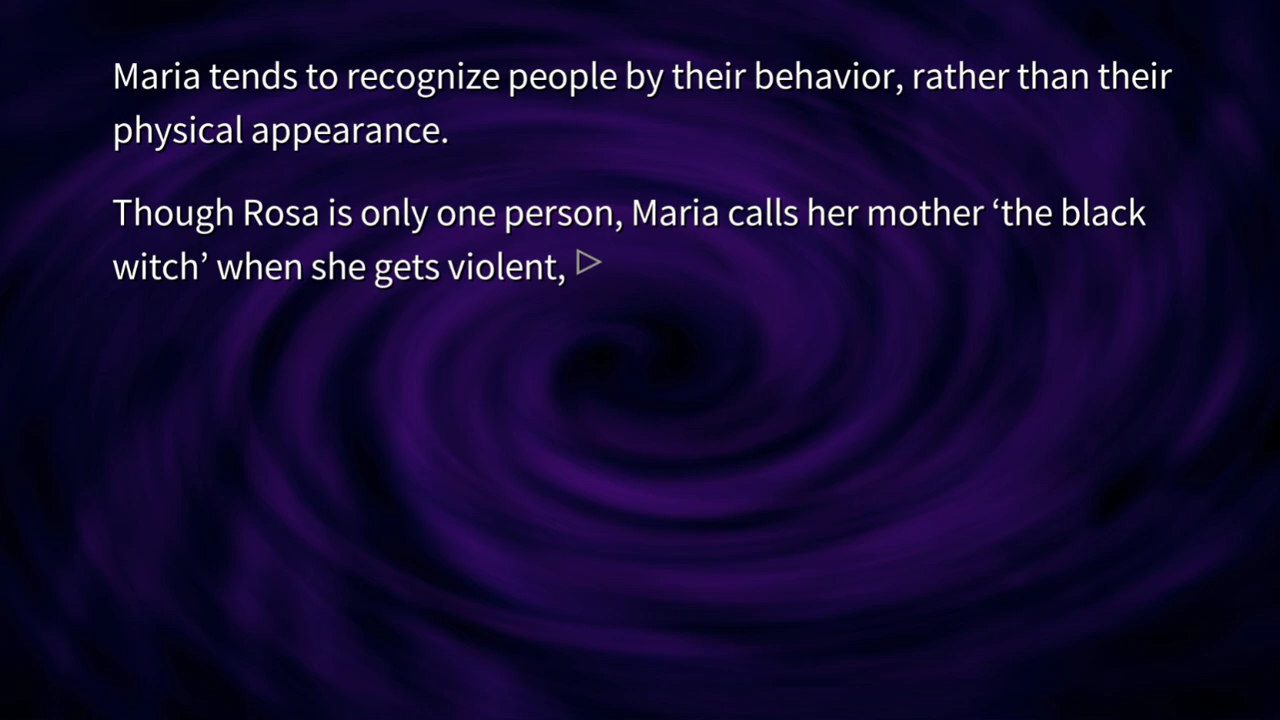 Maria tends to recognize people by their behavior, rather than their
physical appearance.
Though Rosa is only one person, Maria calls her mother ‘the black
witch’ when she gets violent,